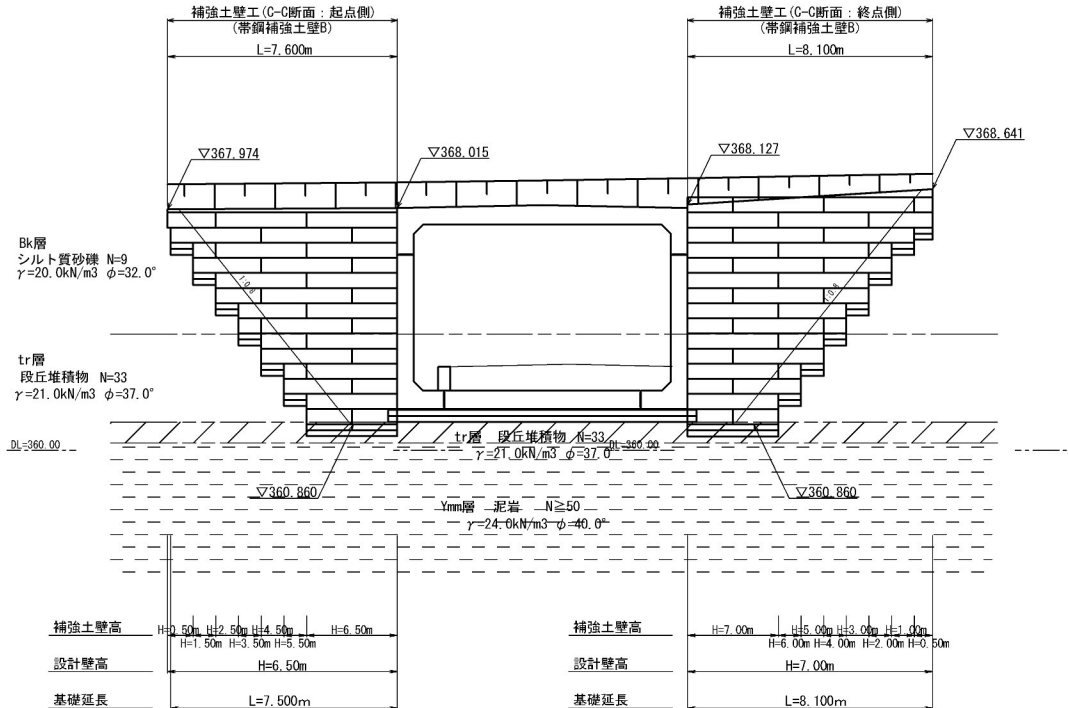 補強土壁工(C-C断面：起点側)
(帯鋼補強土壁B)
L=7.600m
補強土壁工(C-C断面：終点側)
(帯鋼補強土壁B)
L=8.100m
▽367.974
▽368.015
▽368.127
▽368.641
Bk層
シルト質砂礫 N=9
γ=20.0kN/m3 φ=32.0°
1:0.8
1:0.8
tr層
段丘堆積物 N=33
γ=21.0kN/m3 φ=37.0°
DL=360.00
tr層 段丘堆積物 N=33
γ=21.0kN/m3 φ=37.0°
DL=360.00
▽360.860
▽360.860
Ymm層 泥岩 N≧50
γ=24.0kN/m3 φ=40.0°
補強土壁高
H=0.50m H=2.50m H=4.50m H=6.50m
H=1.50m H=3.50m H=5.50m
設計壁高
H=6.50m
基礎延長
L=7.500m
補強土壁高
H=7.00m H=5.00m H=3.00m H=1.00m
H=6.00m H=4.00m H=2.00m H=0.50m
設計壁高
H=7.00m
基礎延長
L=8.100m